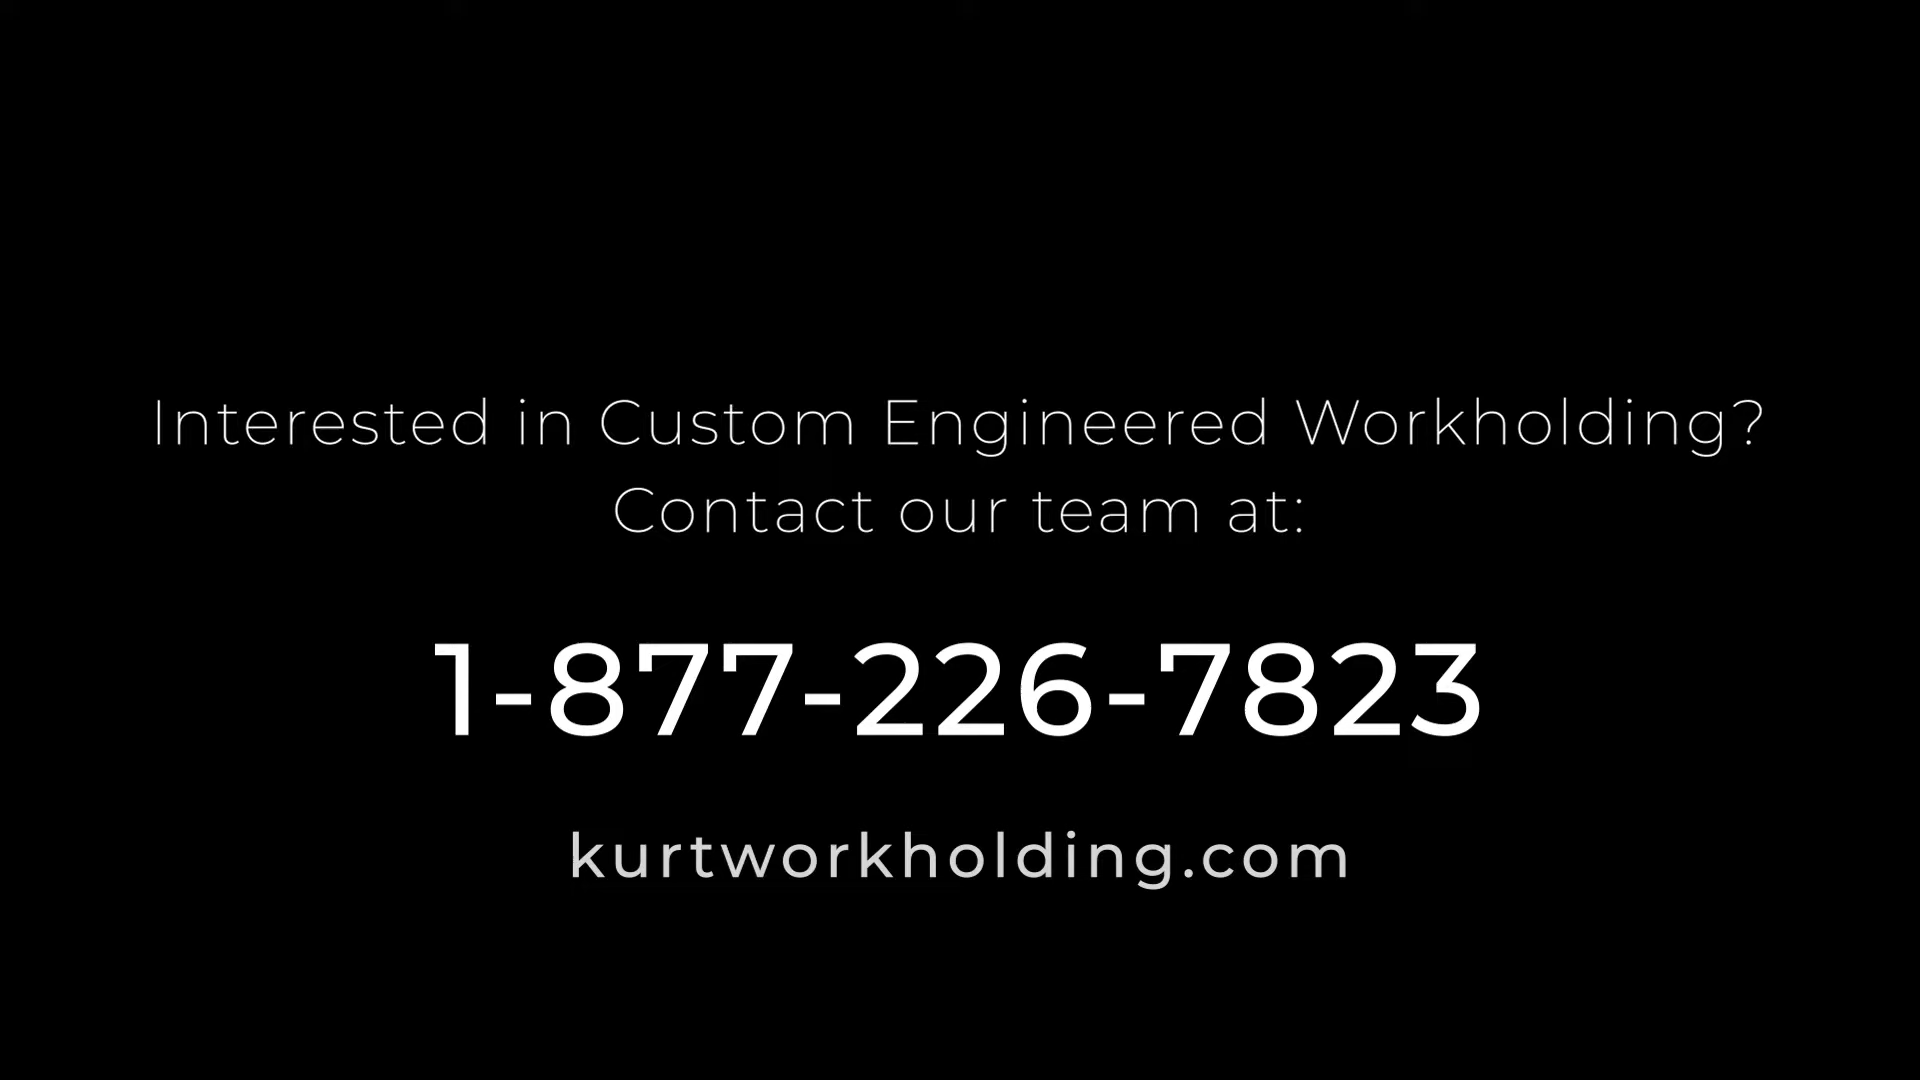 Interested in Custom Engineered Workholding?
Contact our team at:
1-877-226-7823
kurtworkholding.com